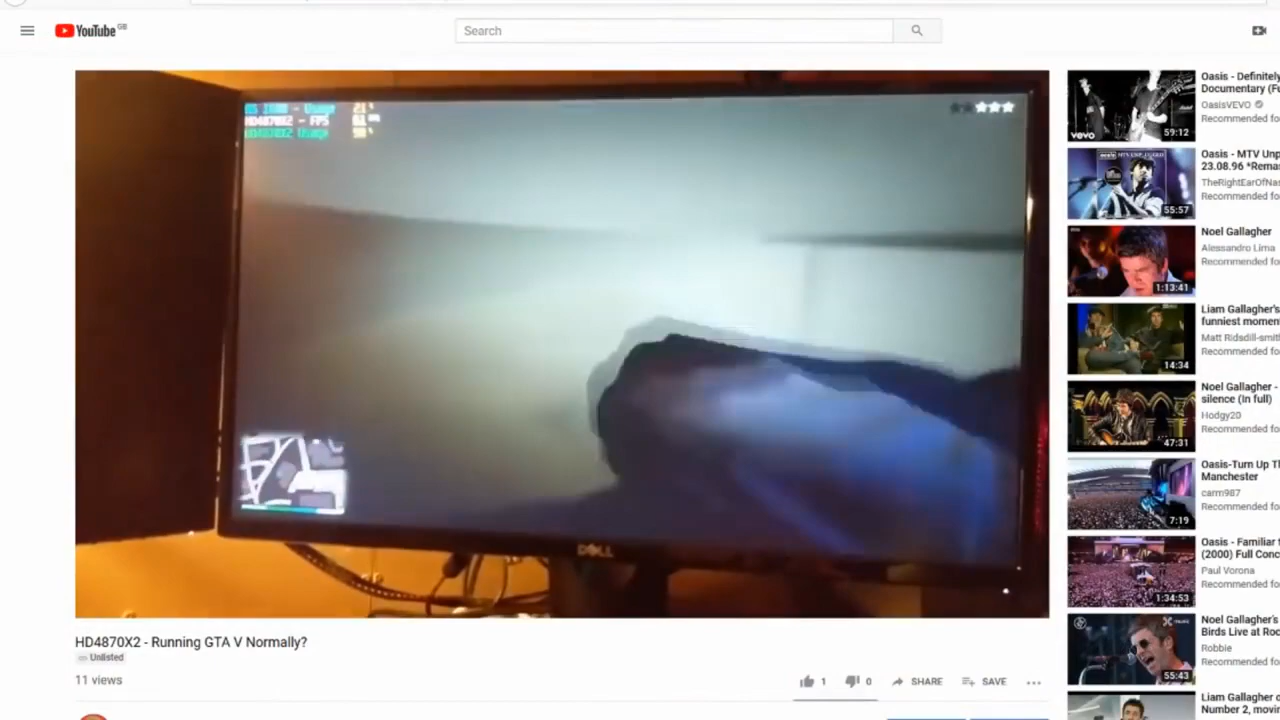 YouTube GB
Search
HD4870X2 - FPS 61
HD4870X2 Usage
DELL
HD4870X2 - Running GTA V Normally?
Unlisted
11 views
1
0
SHARE
SAVE
Oasis - Definitely
Documentary (Fu
OasisVEVO
Recommended fo
vevo
59:12
Oasis - MTV Unp
23.08.96 *Rema
TheRightEarOfNa
Recommended fo
55:57
Noel Gallagher
Alessandro Lima
Recommended fo
1:13:41
Liam Gallagher's
funniest momen
Matt Ridsdill-smit
Recommended fo
14:34
Noel Gallagher -
silence (In full)
Hodgy20
Recommended fo
47:31
Oasis-Turn Up Th
Manchester
carm987
Recommended fo
7:19
Oasis - Familiar t
(2000) Full Conc
Paul Vorona
Recommended fo
1:34:53
Noel Gallagher's
Birds Live at Roc
Robbie
Recommended fo
55:43
Liam Gallagher o
Number 2, movin